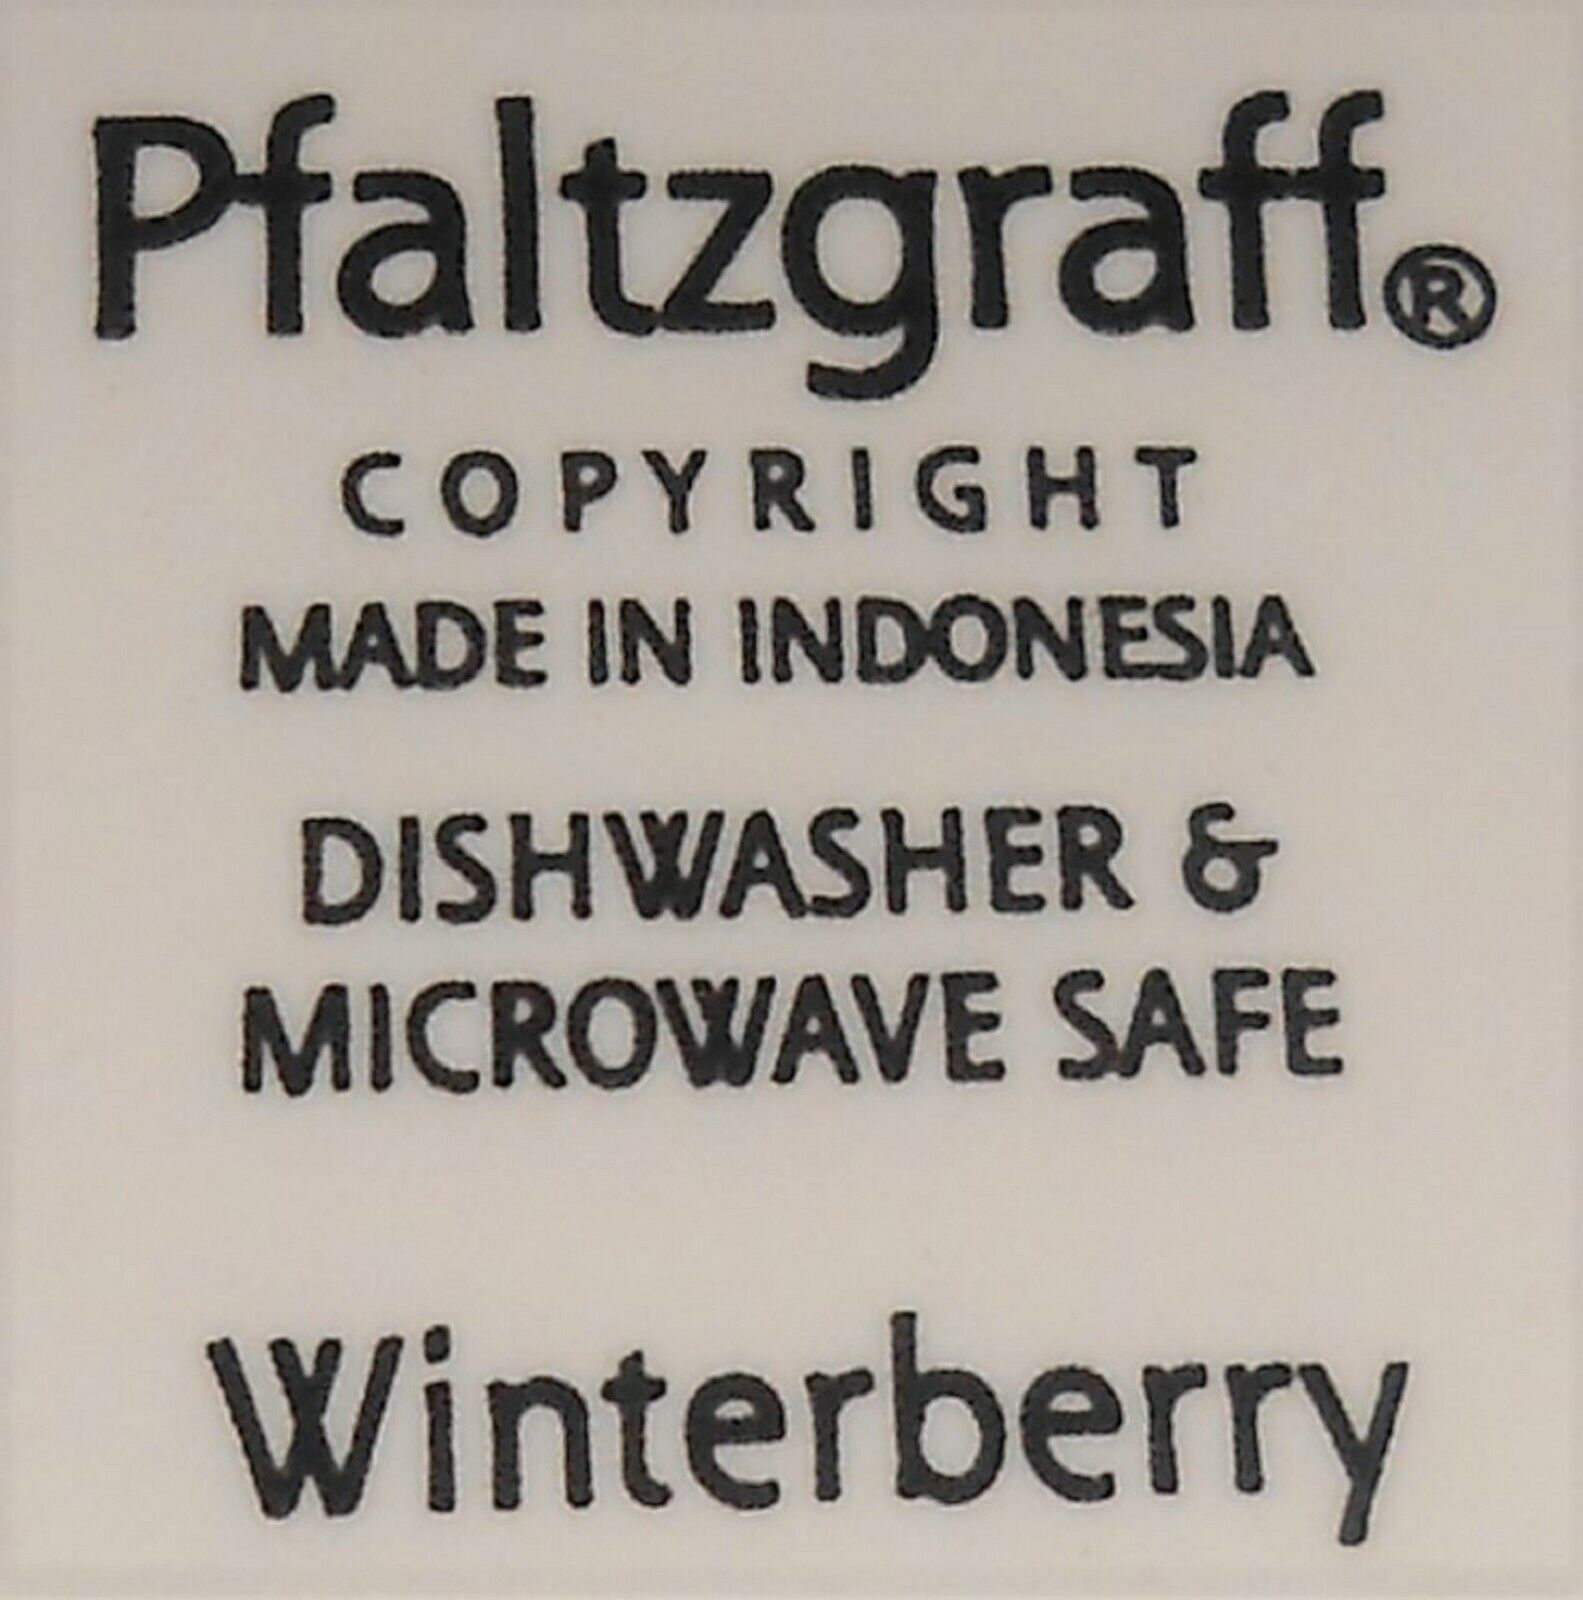 Pfaltzgraff®
COPYRIGHT
MADE IN INDONESIA
DISHWASHER &
MICROWAVE SAFE
Winterberry